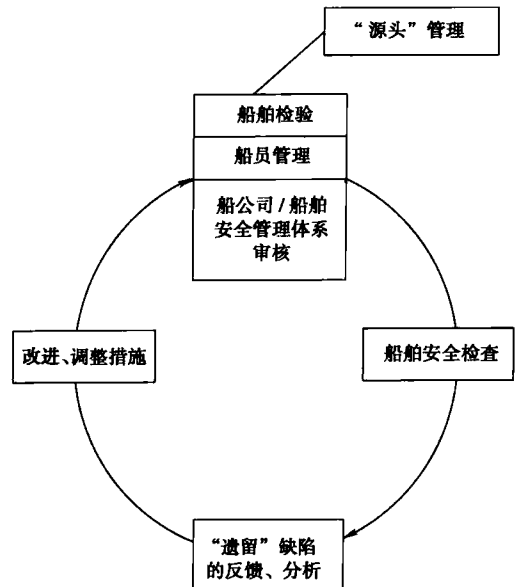 “源头”管理
船舶检验
船员管理
船公司/船舶
安全管理体系
审核
改进、调整措施
船舶安全检查
“遗留”缺陷
的反馈、分析